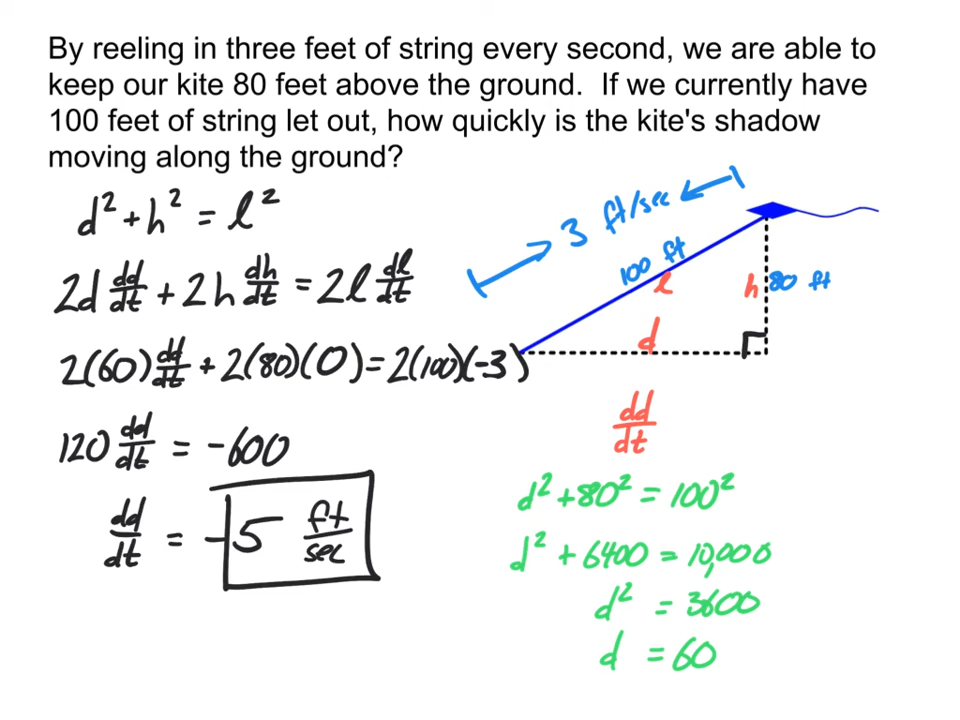 By reeling in three feet of string every second, we are able to
keep our kite 80 feet above the ground.  If we currently have
100 feet of string let out, how quickly is the kite's shadow
moving along the ground?
d² + h² = l²
2d dd/dt + 2h dh/dt = 2l dl/dt
2(60) dd/dt + 2(80)(0) = 2(100)(-3)
120 dd/dt = -600
dd/dt = -5 ft/sec
3 ft/sec
100 ft
l
h 80 ft
d
dd/dt
d² + 80² = 100²
d² + 6400 = 10,000
d² = 3600
d = 60